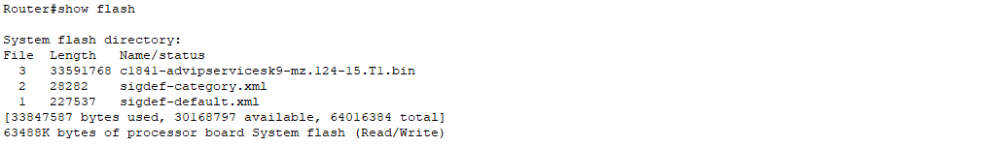 Router#show flash
System flash directory:
File  Length   Name/status
  3   33591768 c1841-advipservicesk9-mz.124-15.T1.bin
  2   28282    sigdef-category.xml
  1   227537   sigdef-default.xml
[33847587 bytes used, 30168797 available, 64016384 total]
63488K bytes of processor board System flash (Read/Write)